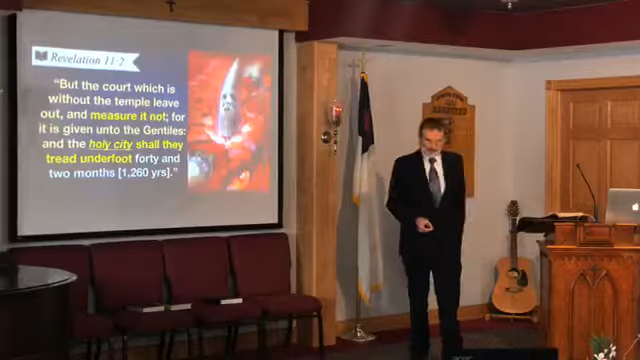 Revelation 11:2
"But the court which is
without the temple leave
out, and measure it not; for
it is given unto the Gentiles:
and the holy city shall they
tread underfoot forty and
two months [1,260 yrs]."